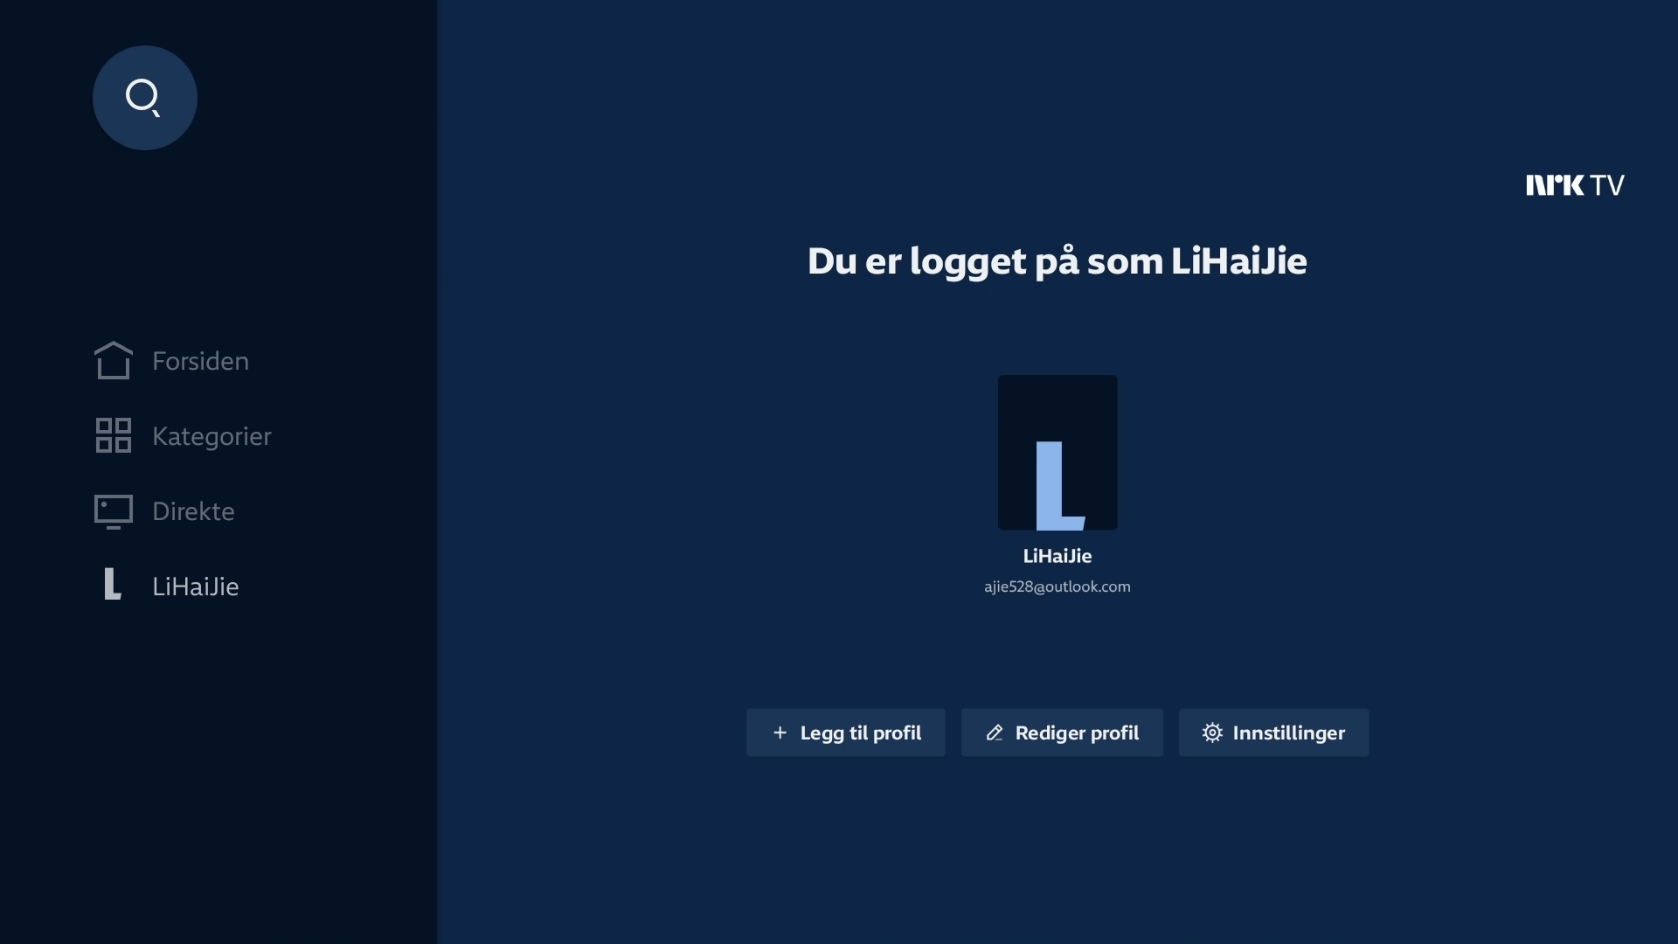 NRK TV
Du er logget på som LiHaiJie
Forsiden
Kategorier
Direkte
LiHaiJie
L
LiHaiJie
ajie528@outlook.com
Legg til profil
Rediger profil
Innstillinger